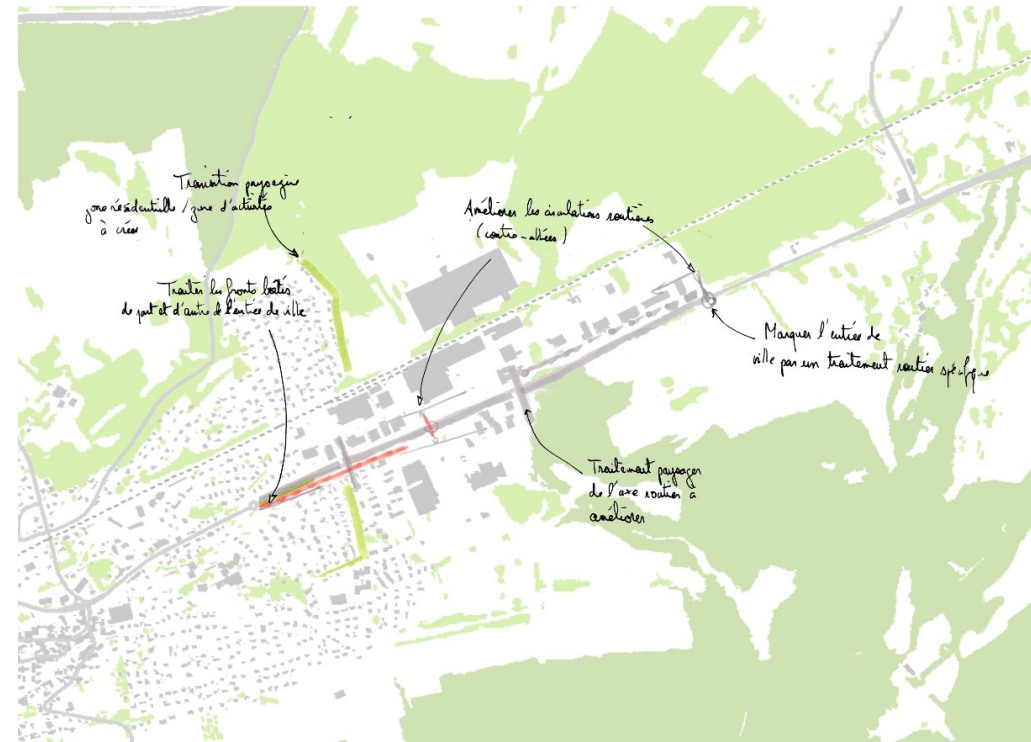 Transition paysagère
zone résidentielle / zone d'activités
à créer
Traiter les fronts bâtis
de part et d'autre de l'entrée de ville
Améliorer les circulations routières
(contre-allées)
Marquer l'entrée de
ville par un traitement routier spécifique
Traitement paysager
de l'axe routier à
améliorer